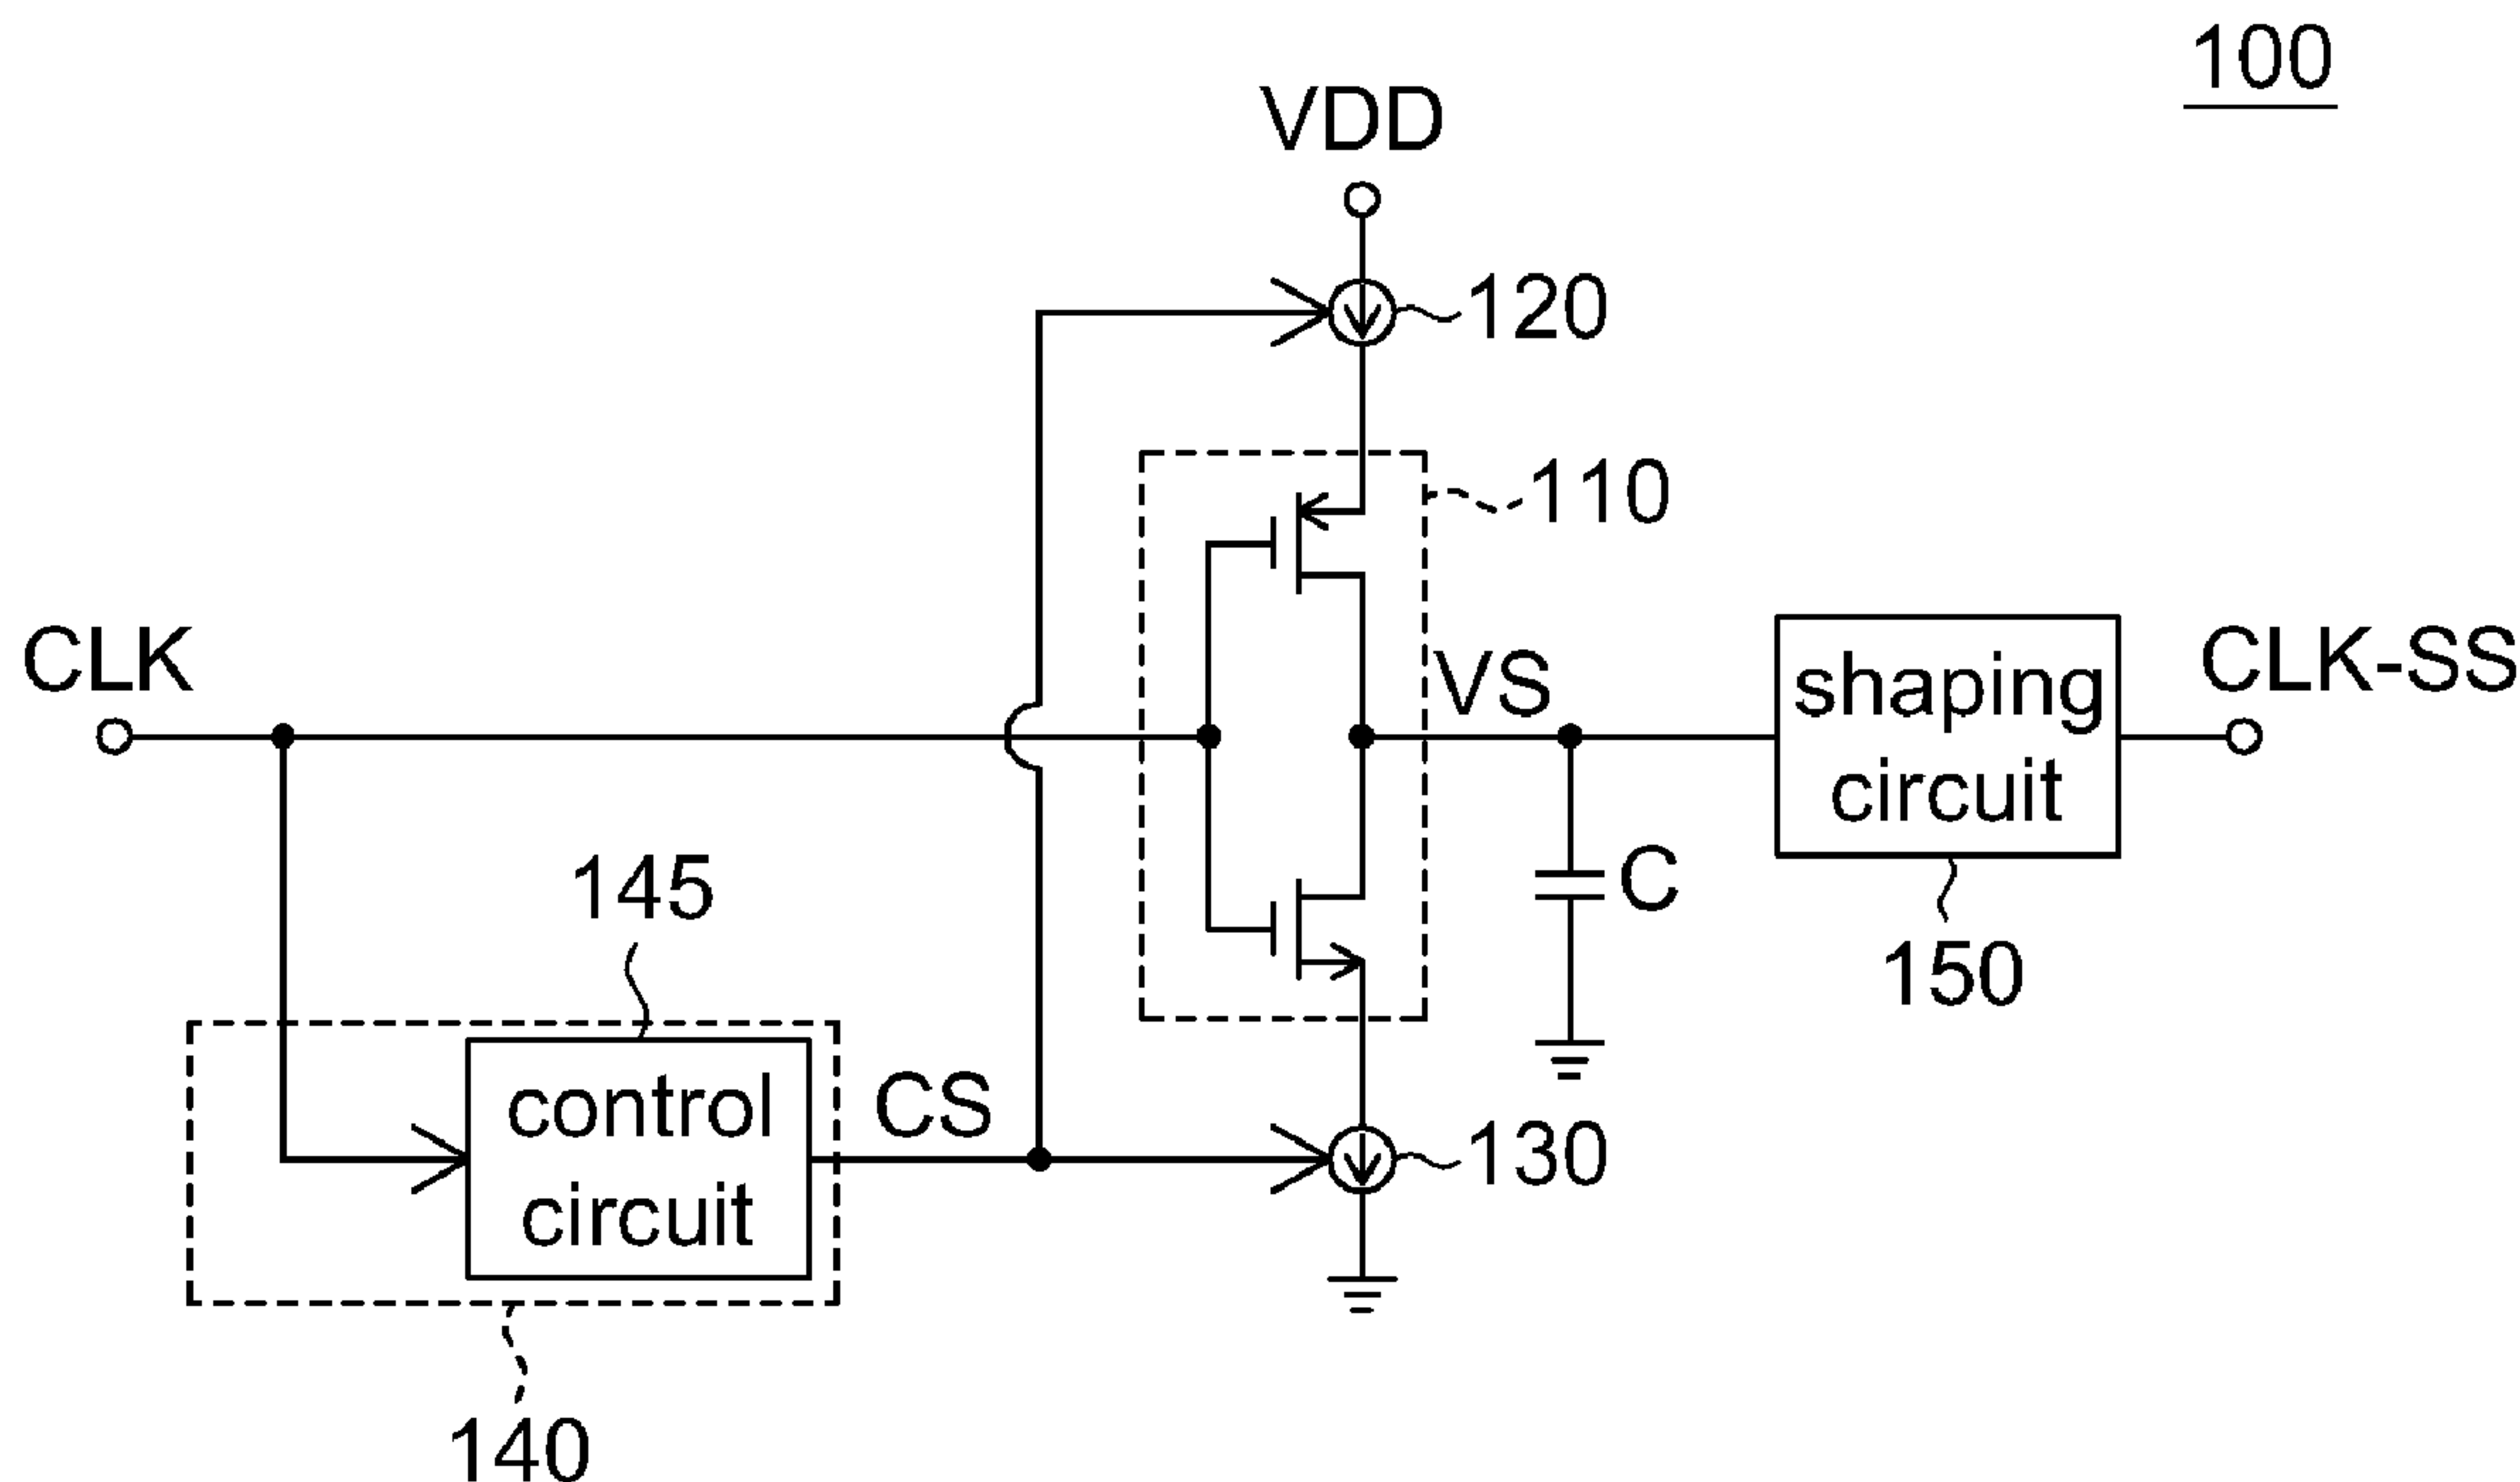 100
VDD
120
110
CLK
VS
shaping
circuit
CLK-SS
145
C
150
control
circuit
CS
130
140